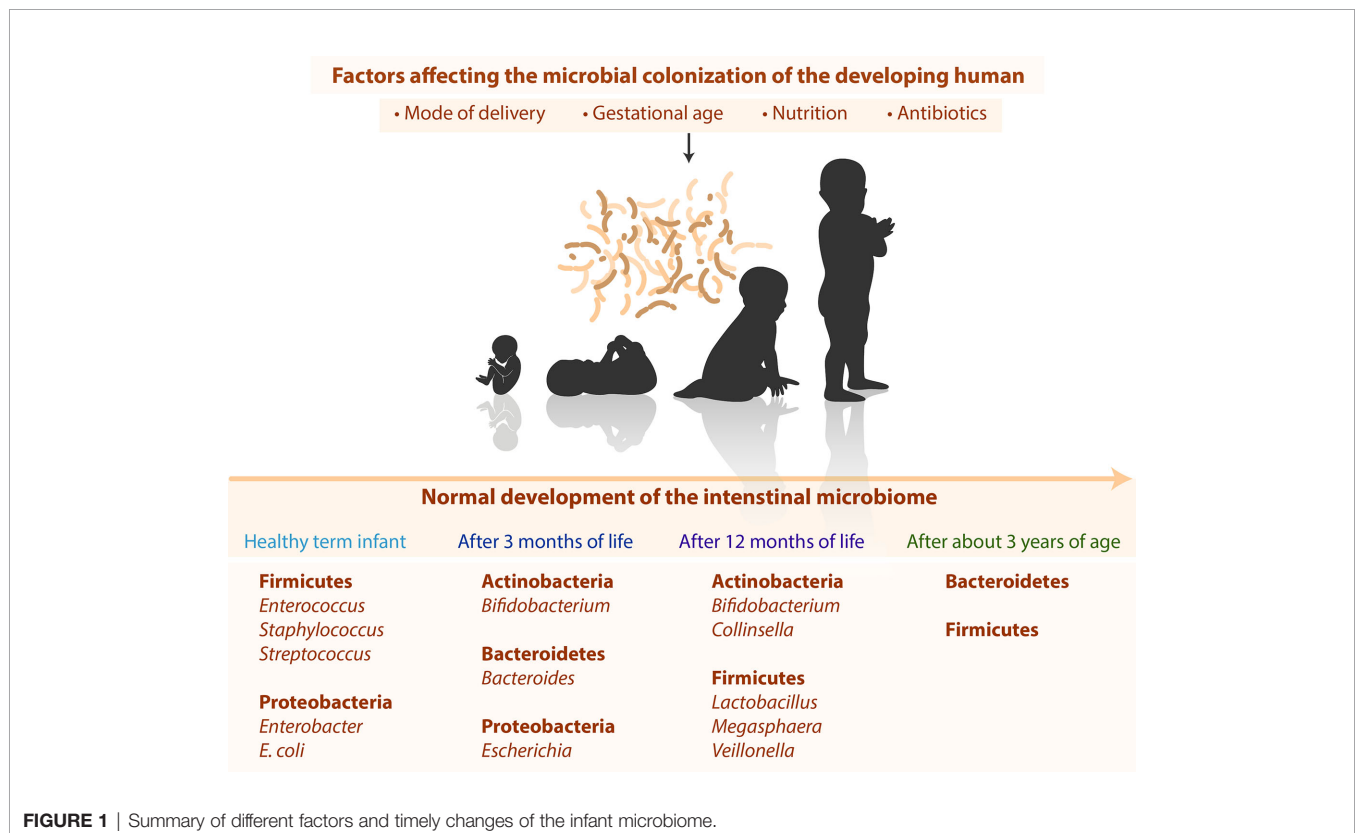 Factors affecting the microbial colonization of the developing human
• Mode of delivery • Gestational age • Nutrition • Antibiotics
Normal development of the intenstinal microbiome
Healthy term infant
Firmicutes
Enterococcus
Staphylococcus
Streptococcus
Proteobacteria
Enterobacter
E. coli
After 3 months of life
Actinobacteria
Bifidobacterium
Bacteroidetes
Bacteroides
Proteobacteria
Escherichia
After 12 months of life
Actinobacteria
Bifidobacterium
Collinsella
Firmicutes
Lactobacillus
Megasphaera
Veillonella
After about 3 years of age
Bacteroidetes
Firmicutes
FIGURE 1 | Summary of different factors and timely changes of the infant microbiome.